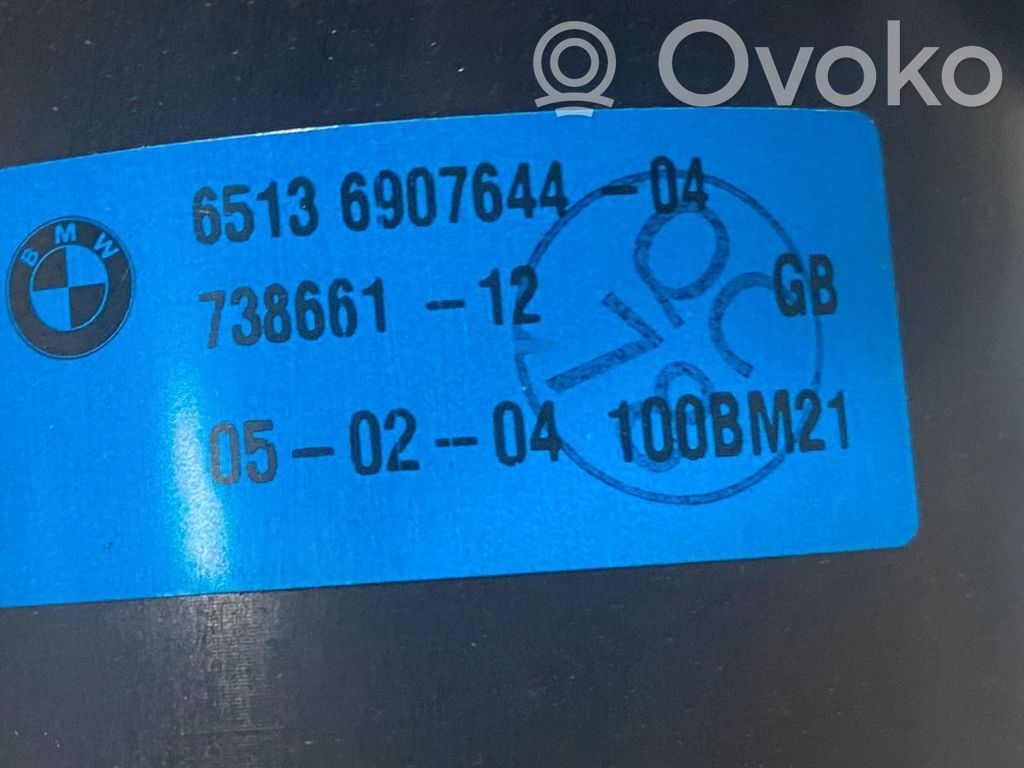 Ovoko
BMW
6513 6907644-04
738661-12 GB
05-02-04 100BM21